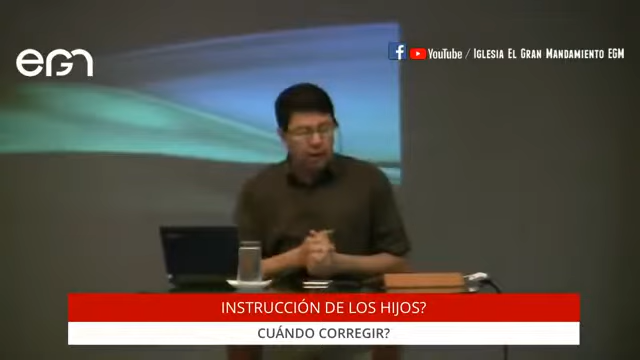 EGM
YouTube / Iglesia El Gran Mandamiento EGM
INSTRUCCIÓN DE LOS HIJOS?
CUÁNDO CORREGIR?